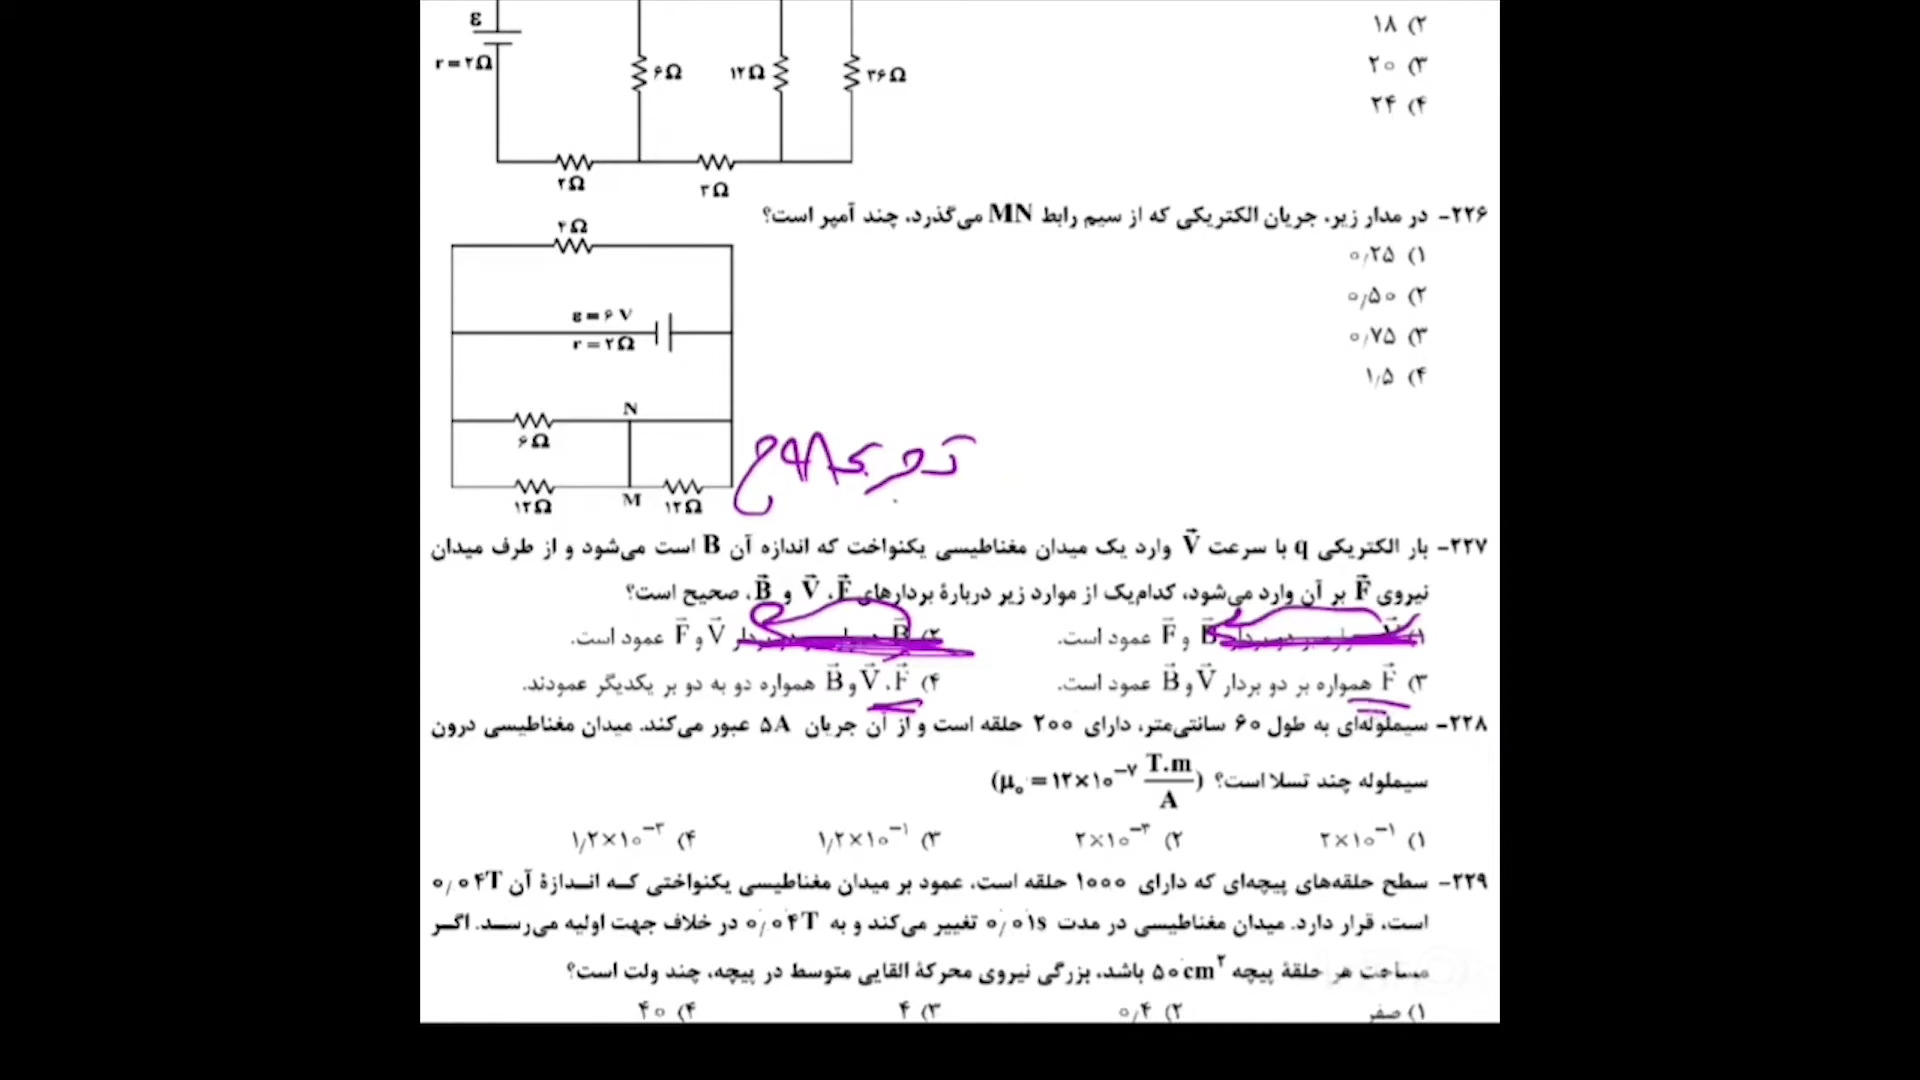 ε
r = ۲Ω
۶Ω
۱۲Ω
۳۶Ω
۲Ω
۳Ω
۲) ۱۸
۳) ۲۰
۴) ۲۴
۲۲۶- در مدار زیر، جریان الکتریکی که از سیم رابط MN می‌گذرد، چند آمپر است؟
۱) ۰٫۲۵
۲) ۰٫۵۰
۳) ۰٫۷۵
۴) ۱٫۵
۴Ω
ε = ۶ V
r = ۲Ω
N
۶Ω
۱۲Ω
M
۱۲Ω
۲۲۷- بار الکتریکی q با سرعت V⃗ وارد یک میدان مغناطیسی یکنواخت که اندازه آن B است می‌شود و از طرف میدان
نیروی F⃗ بر آن وارد می‌شود، کدام‌یک از موارد زیر دربارهٔ بردارهای F⃗، V⃗ و B⃗، صحیح است؟
۱) B⃗ و F⃗ عمود است.
۲) V⃗ و F⃗ عمود است.
۳) F⃗ همواره بر دو بردار V⃗ و B⃗ عمود است.
۴) F⃗، V⃗ و B⃗ همواره دو به دو بر یکدیگر عمودند.
۲۲۸- سیملوله‌ای به طول ۶۰ سانتی‌متر، دارای ۲۰۰ حلقه است و از آن جریان ۵A عبور می‌کند. میدان مغناطیسی درون
سیملوله چند تسلا است؟ (μ₀ = ۱۲×۱۰⁻⁷ T.m/A)
۱) ۲×۱۰⁻¹ ۲) ۲×۱۰⁻³ ۳) ۱٫۲×۱۰⁻¹ ۴) ۱٫۲×۱۰⁻³
۲۲۹- سطح حلقه‌های پیچه‌ای که دارای ۱۰۰۰ حلقه است، عمود بر میدان مغناطیسی یکنواختی که اندازهٔ آن ۰٫۰۴T
است، قرار دارد. میدان مغناطیسی در مدت ۰٫۰۱s تغییر می‌کند و به ۰٫۰۴T در خلاف جهت اولیه می‌رسد. اگر
مساحت هر حلقهٔ پیچه ۵۰cm² باشد، بزرگی نیروی محرکهٔ القایی متوسط در پیچه، چند ولت است؟
۱) صفر ۲) ۰٫۴ ۳) ۴ ۴) ۴۰